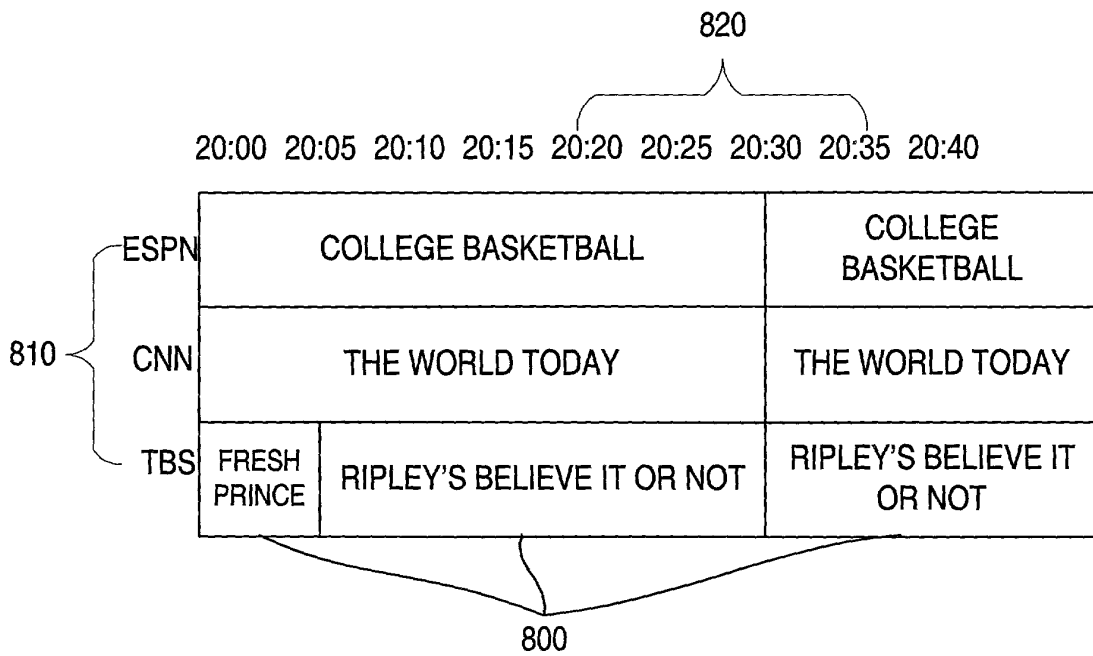 820
20:00 20:05 20:10 20:15 20:20 20:25 20:30 20:35 20:40
ESPN
COLLEGE BASKETBALL
COLLEGE
BASKETBALL
810
CNN
THE WORLD TODAY
THE WORLD TODAY
TBS
FRESH
PRINCE
RIPLEY'S BELIEVE IT OR NOT
RIPLEY'S BELIEVE IT
OR NOT
800